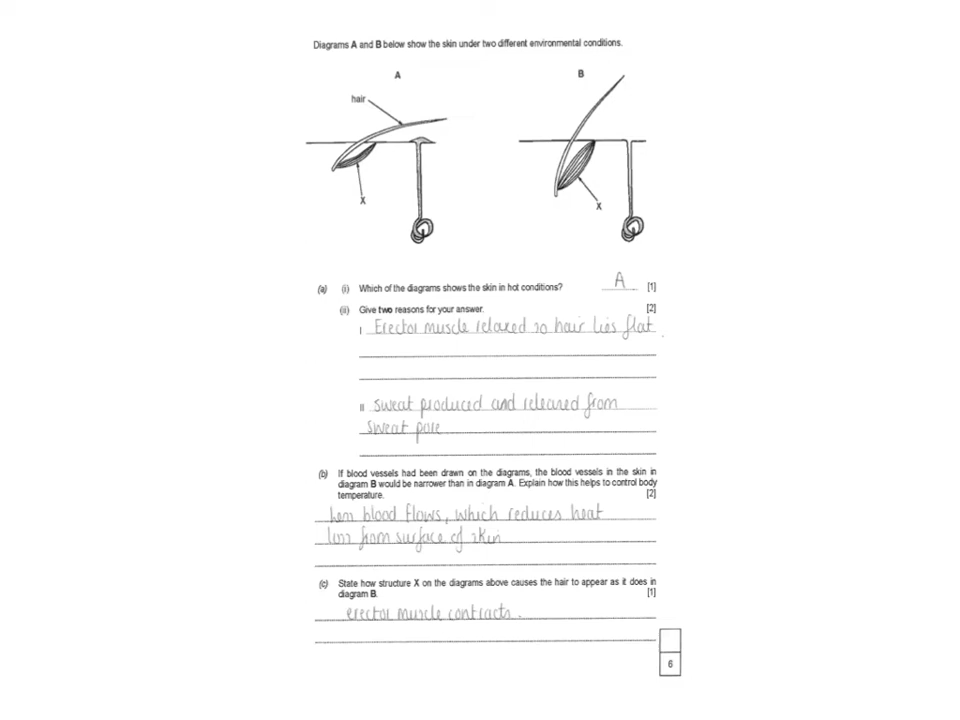 Diagrams A and B below show the skin under two different environmental conditions.
A
B
hair
X
X
(a) (i) Which of the diagrams shows the skin in hot conditions? A [1]
(ii) Give two reasons for your answer. [2]
I Erector muscle relaxed so hair lies flat
II sweat produced and released from
sweat pore
(b) If blood vessels had been drawn on the diagrams, the blood vessels in the skin in
diagram B would be narrower than in diagram A. Explain how this helps to control body
temperature. [2]
blood flows, which reduces heat
loss from surface of skin
(c) State how structure X on the diagrams above causes the hair to appear as it does in
diagram B. [1]
erector muscle contracts.
6